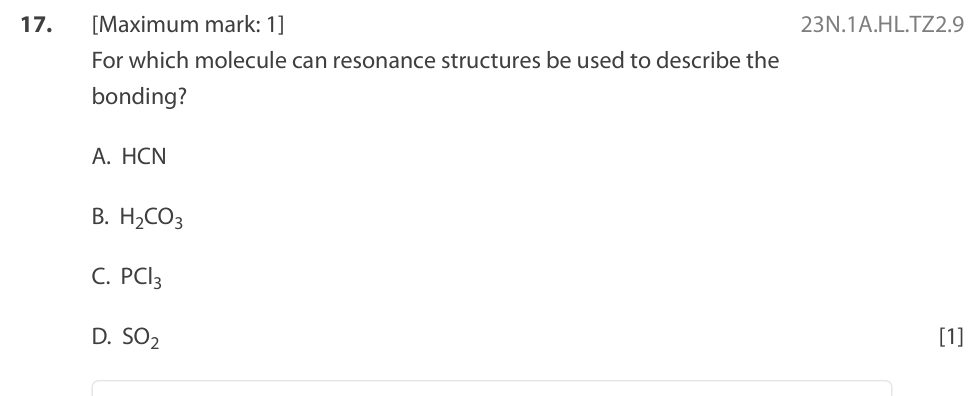 17. [Maximum mark: 1] 23N.1A.HL.TZ2.9
For which molecule can resonance structures be used to describe the
bonding?
A. HCN
B. H₂CO₃
C. PCl₃
D. SO₂ [1]